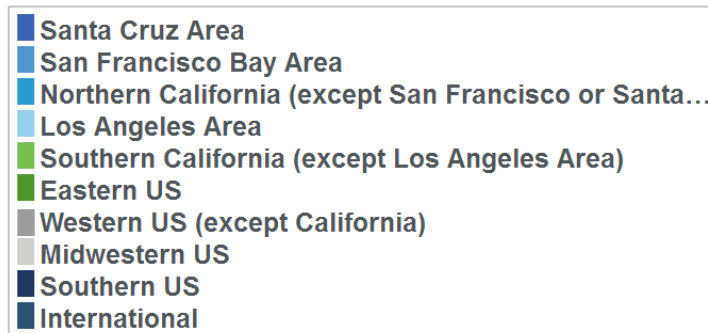 Santa Cruz Area
San Francisco Bay Area
Northern California (except San Francisco or Santa…
Los Angeles Area
Southern California (except Los Angeles Area)
Eastern US
Western US (except California)
Midwestern US
Southern US
International